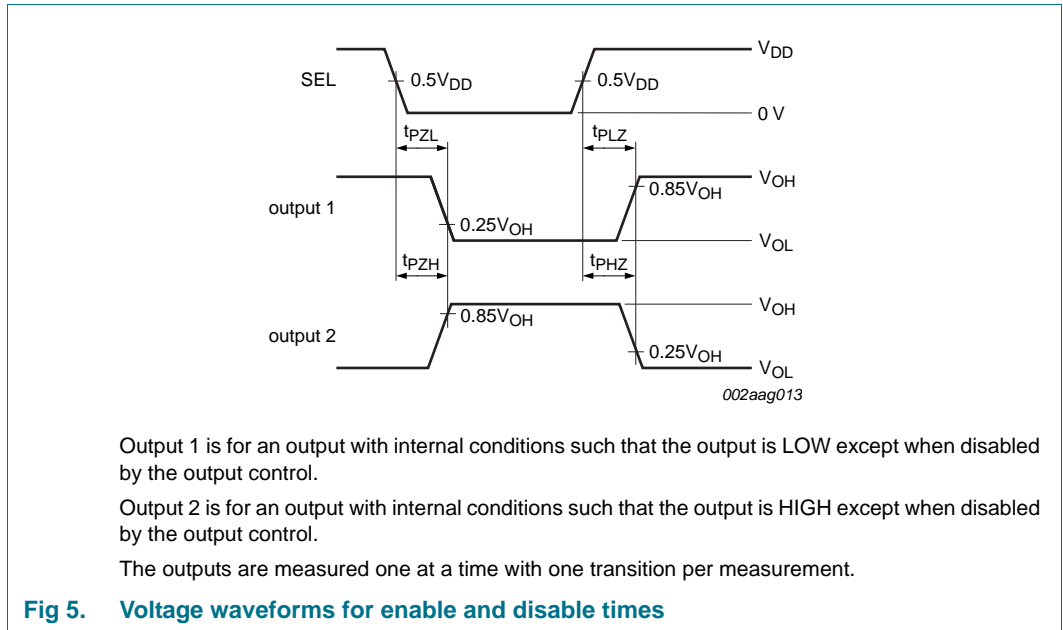 V_DD
SEL 0.5V_DD 0.5V_DD
0 V
t_PZL t_PLZ
V_OH
0.85V_OH
output 1
0.25V_OH
V_OL
t_PZH t_PHZ
V_OH
0.85V_OH
output 2
0.25V_OH
V_OL
002aag013
Output 1 is for an output with internal conditions such that the output is LOW except when disabled
by the output control.
Output 2 is for an output with internal conditions such that the output is HIGH except when disabled
by the output control.
The outputs are measured one at a time with one transition per measurement.
Fig 5. Voltage waveforms for enable and disable times